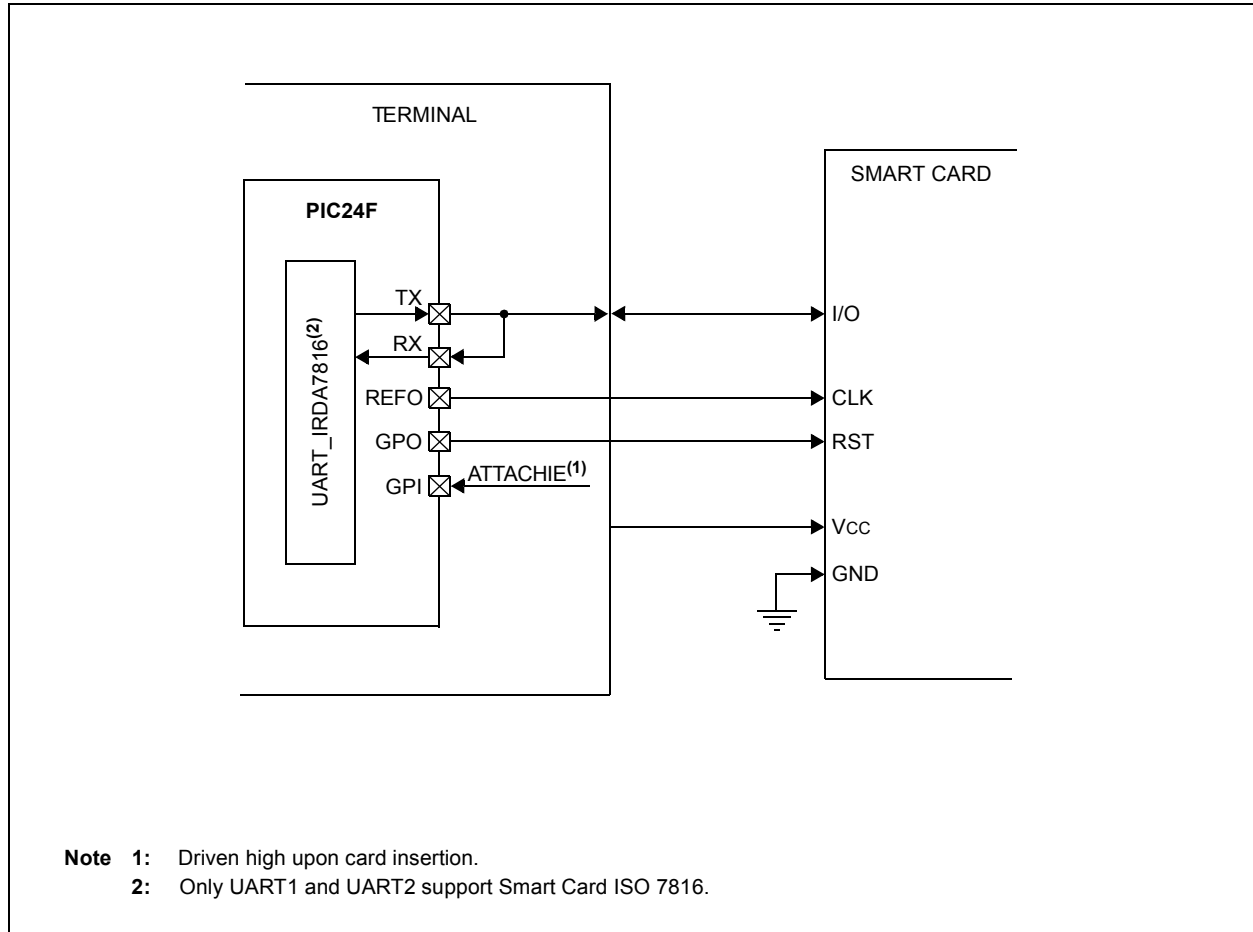 TERMINAL
SMART CARD
PIC24F
UART_IRDA7816(2)
TX
I/O
RX
REFO
CLK
GPO
RST
GPI
ATTACHIE(1)
VCC
GND
Note 1: Driven high upon card insertion.
2: Only UART1 and UART2 support Smart Card ISO 7816.